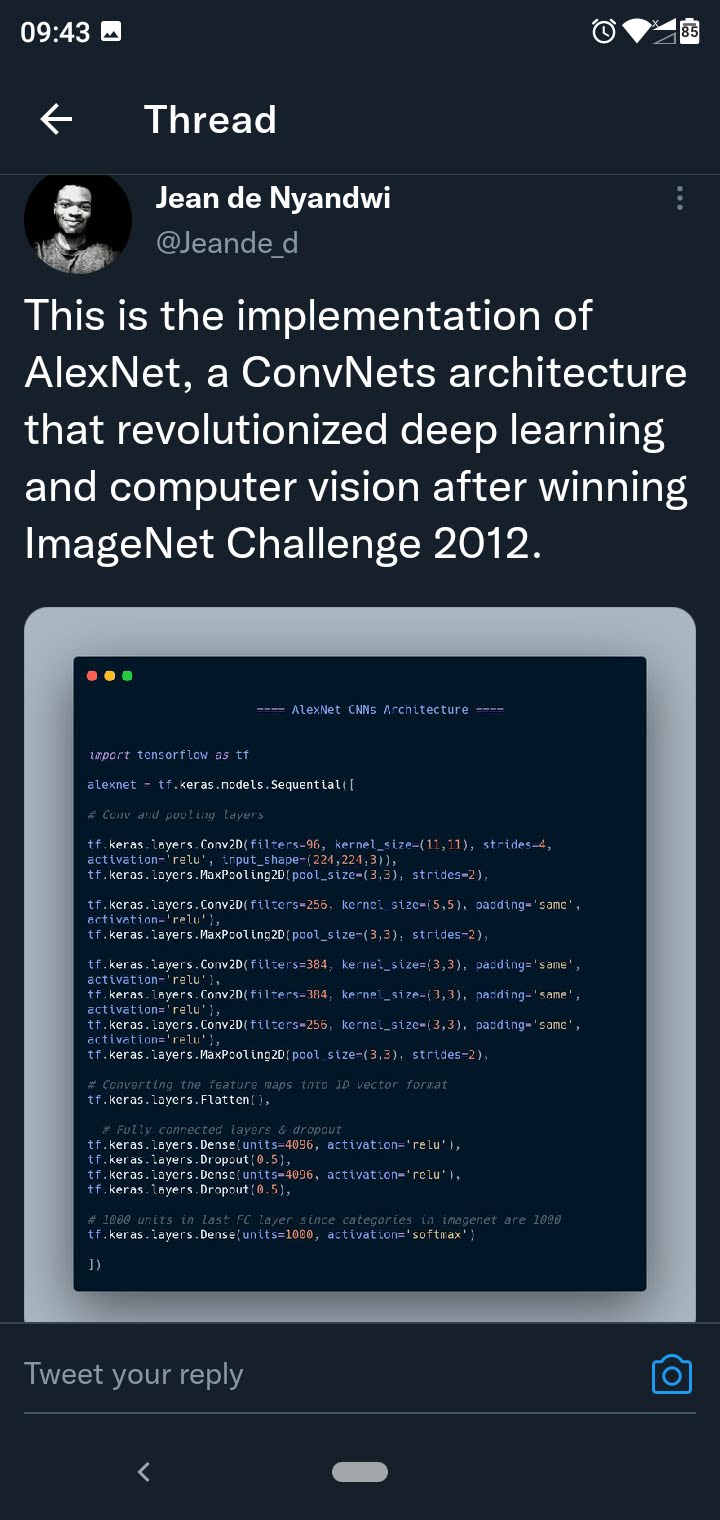 09:43
85
Thread
Jean de Nyandwi
@Jeande_d
This is the implementation of
AlexNet, a ConvNets architecture
that revolutionized deep learning
and computer vision after winning
ImageNet Challenge 2012.
==== AlexNet CNNs Architecture ====
import tensorflow as tf
alexnet = tf.keras.models.Sequential([
# Conv and pooling layers
tf.keras.layers.Conv2D(filters=96, kernel_size=(11,11), strides=4,
activation='relu', input_shape=(224,224,3)),
tf.keras.layers.MaxPooling2D(pool_size=(3,3), strides=2),
tf.keras.layers.Conv2D(filters=256, kernel_size=(5,5), padding='same',
activation='relu'),
tf.keras.layers.MaxPooling2D(pool_size=(3,3), strides=2),
tf.keras.layers.Conv2D(filters=384, kernel_size=(3,3), padding='same',
activation='relu'),
tf.keras.layers.Conv2D(filters=384, kernel_size=(3,3), padding='same',
activation='relu'),
tf.keras.layers.Conv2D(filters=256, kernel_size=(3,3), padding='same',
activation='relu'),
tf.keras.layers.MaxPooling2D(pool_size=(3,3), strides=2),
# Converting the feature maps into 1D vector format
tf.keras.layers.Flatten(),
# Fully connected layers & dropout
tf.keras.layers.Dense(units=4096, activation='relu'),
tf.keras.layers.Dropout(0.5),
tf.keras.layers.Dense(units=4096, activation='relu'),
tf.keras.layers.Dropout(0.5),
# 1000 units in last FC layer since categories in imagenet are 1000
tf.keras.layers.Dense(units=1000, activation='softmax')
])
Tweet your reply